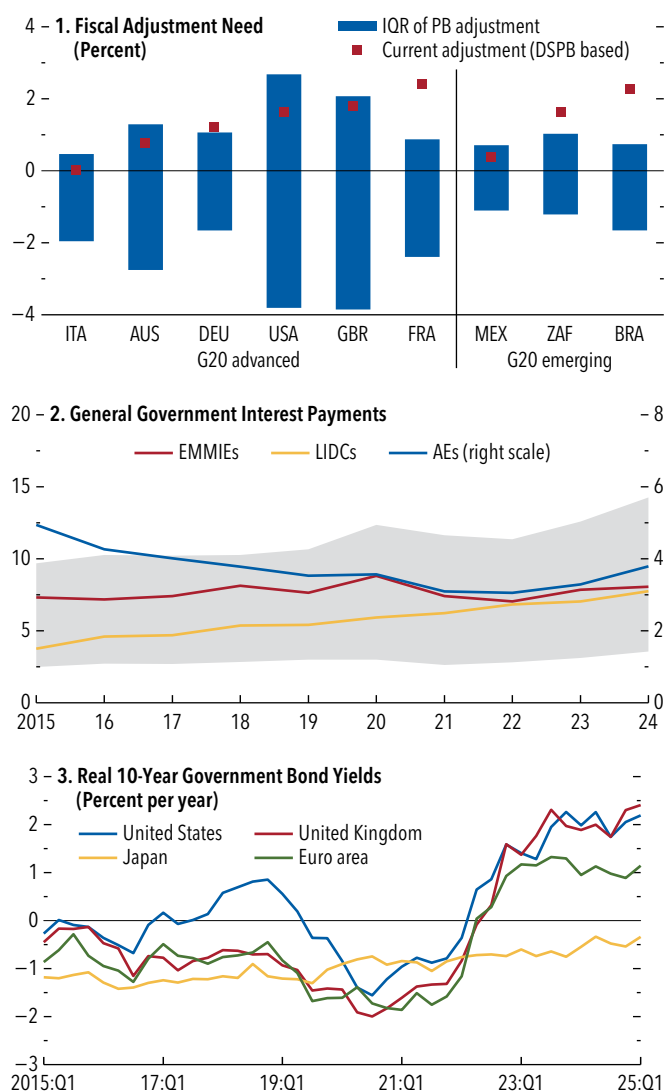 1. Fiscal Adjustment Need
(Percent)
IQR of PB adjustment
Current adjustment (DSPB based)
4
2
0
−2
−4
ITA AUS DEU USA GBR FRA MEX ZAF BRA
G20 advanced G20 emerging
2. General Government Interest Payments
EMMIEs LIDCs AEs (right scale)
20
15
10
5
0
8
6
4
2
0
2015 16 17 18 19 20 21 22 23 24
3. Real 10-Year Government Bond Yields
(Percent per year)
United States United Kingdom
Japan Euro area
3
2
1
0
−1
−2
−3
2015:Q1 17:Q1 19:Q1 21:Q1 23:Q1 25:Q1